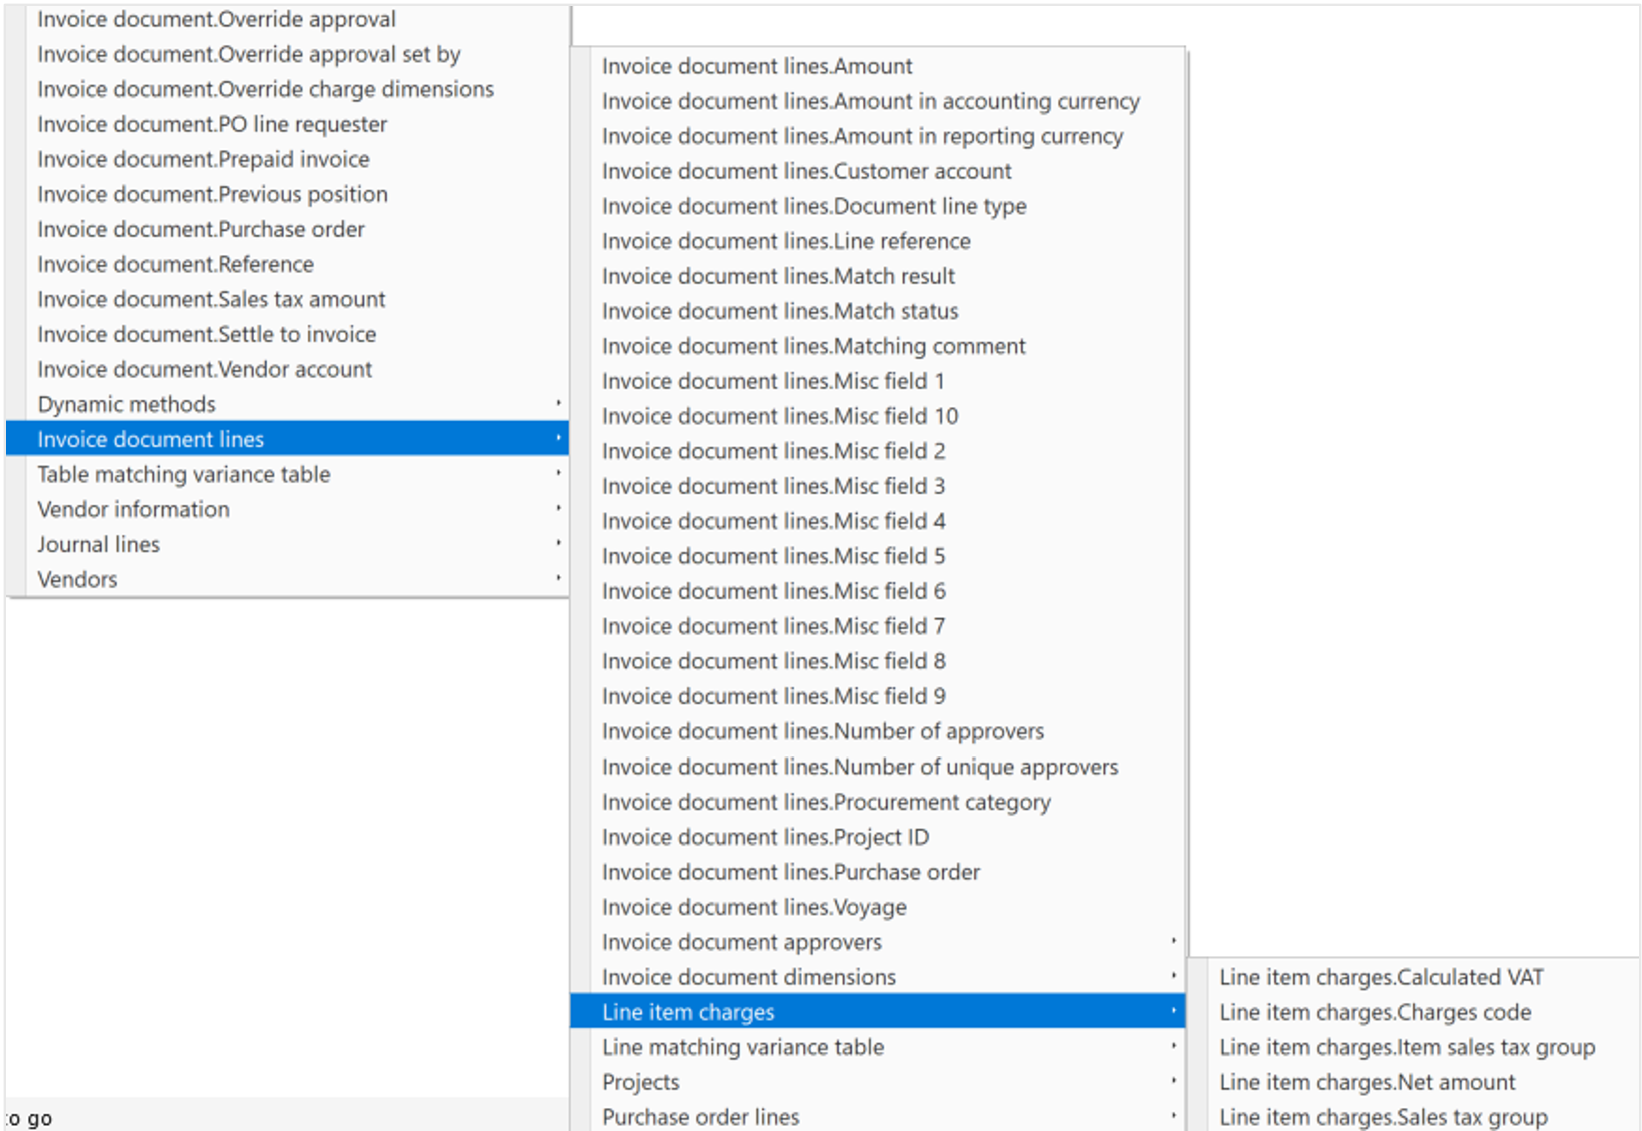 Invoice document.Override approval
Invoice document.Override approval set by
Invoice document.Override charge dimensions
Invoice document.PO line requester
Invoice document.Prepaid invoice
Invoice document.Previous position
Invoice document.Purchase order
Invoice document.Reference
Invoice document.Sales tax amount
Invoice document.Settle to invoice
Invoice document.Vendor account
Dynamic methods
Invoice document lines
Table matching variance table
Vendor information
Journal lines
Vendors
to go
Invoice document lines.Amount
Invoice document lines.Amount in accounting currency
Invoice document lines.Amount in reporting currency
Invoice document lines.Customer account
Invoice document lines.Document line type
Invoice document lines.Line reference
Invoice document lines.Match result
Invoice document lines.Match status
Invoice document lines.Matching comment
Invoice document lines.Misc field 1
Invoice document lines.Misc field 10
Invoice document lines.Misc field 2
Invoice document lines.Misc field 3
Invoice document lines.Misc field 4
Invoice document lines.Misc field 5
Invoice document lines.Misc field 6
Invoice document lines.Misc field 7
Invoice document lines.Misc field 8
Invoice document lines.Misc field 9
Invoice document lines.Number of approvers
Invoice document lines.Number of unique approvers
Invoice document lines.Procurement category
Invoice document lines.Project ID
Invoice document lines.Purchase order
Invoice document lines.Voyage
Invoice document approvers
Invoice document dimensions
Line item charges
Line matching variance table
Projects
Purchase order lines
Line item charges.Calculated VAT
Line item charges.Charges code
Line item charges.Item sales tax group
Line item charges.Net amount
Line item charges.Sales tax group